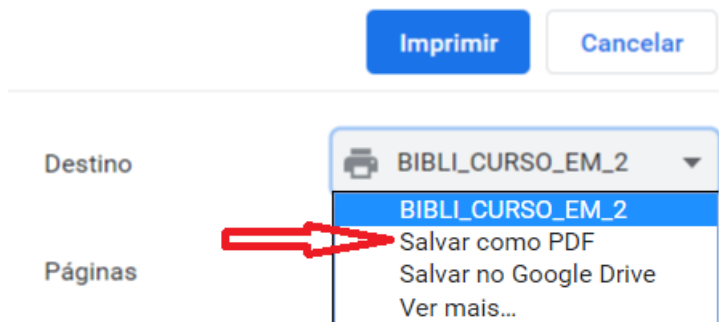 Imprimir Cancelar
Destino BIBLI_CURSO_EM_2
BIBLI_CURSO_EM_2
Salvar como PDF
Páginas Salvar no Google Drive
Ver mais...